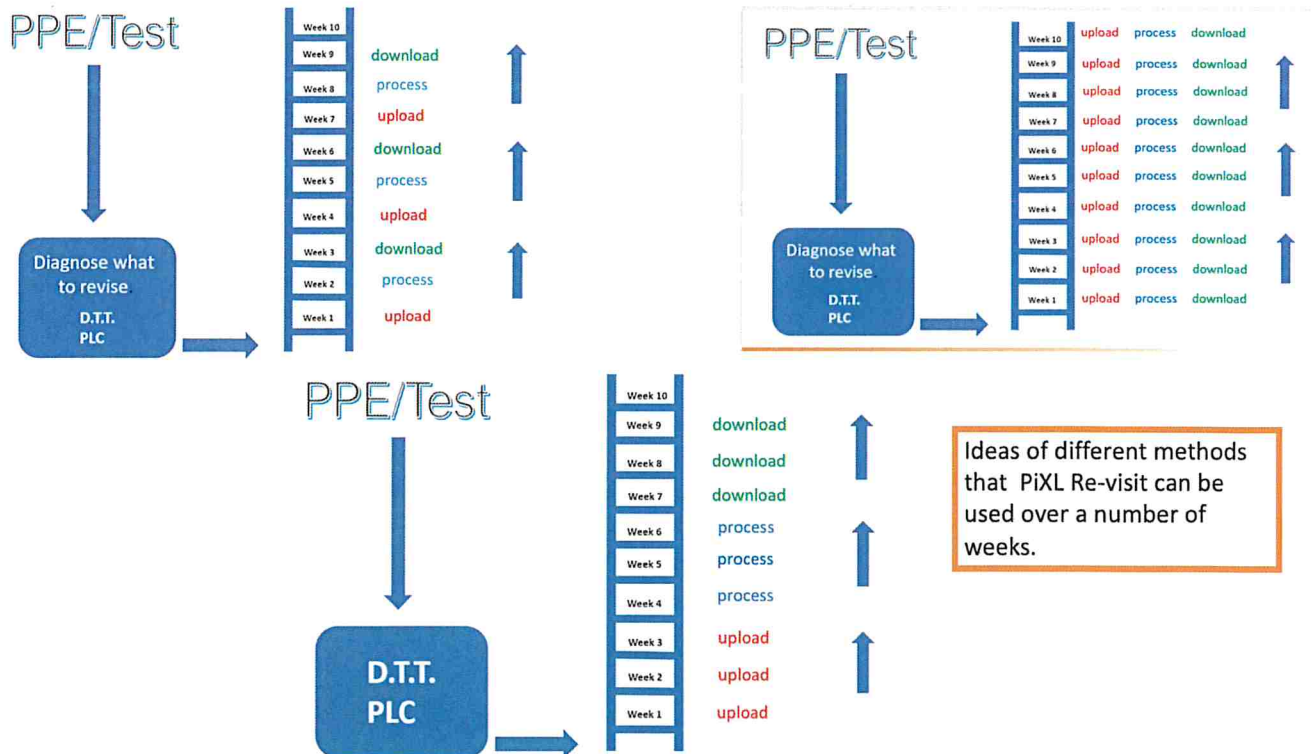 PPE/Test
Diagnose what
to revise.
D.T.T.
PLC
Week 10
Week 9 download
Week 8 process
Week 7 upload
Week 6 download
Week 5 process
Week 4 upload
Week 3 download
Week 2 process
Week 1 upload
PPE/Test
Diagnose what
to revise.
D.T.T.
PLC
Week 10 upload process download
Week 9 upload process download
Week 8 upload process download
Week 7 upload process download
Week 6 upload process download
Week 5 upload process download
Week 4 upload process download
Week 3 upload process download
Week 2 upload process download
Week 1 upload process download
PPE/Test
D.T.T.
PLC
Week 10
Week 9 download
Week 8 download
Week 7 download
Week 6 process
Week 5 process
Week 4 process
Week 3 upload
Week 2 upload
Week 1 upload
Ideas of different methods
that PiXL Re-visit can be
used over a number of
weeks.